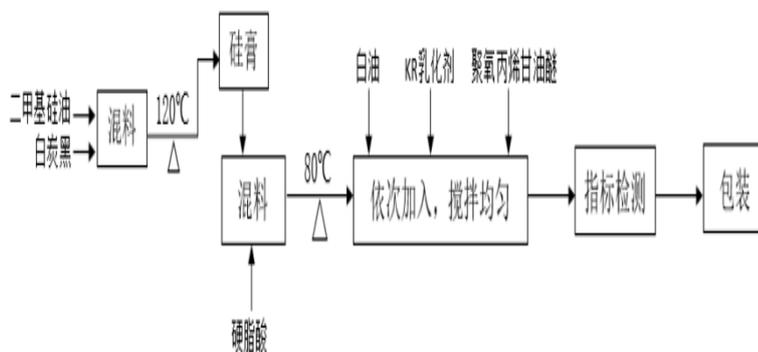 硅膏
白油
KR乳化剂
聚氧丙烯甘油醚
二甲基硅油
白炭黑
混料
120℃
混料
80℃
依次加入，搅拌均匀
指标检测
包装
硬脂酸